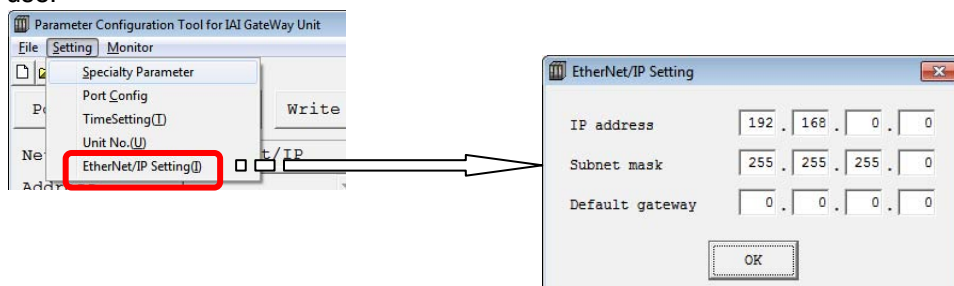 Parameter Configuration Tool for IAI GateWay Unit
File Setting Monitor
Specialty Parameter
Port Config
TimeSetting(T)
Write
Unit No.(U)
EtherNet/IP Setting(I)
t/IP
EtherNet/IP Setting
IP address 192 . 168 . 0 . 0
Subnet mask 255 . 255 . 255 . 0
Default gateway 0 . 0 . 0 . 0
OK